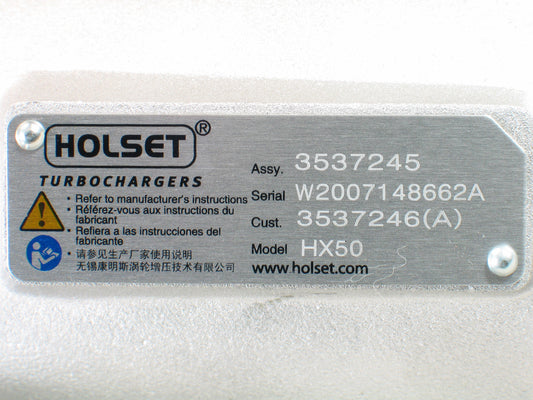 HOLSET®
TURBOCHARGERS
• Refer to manufacturer's instructions
• Référez-vous aux instructions du
fabricant
• Refiera a las instrucciones del
fabricante
• 请参见生产厂家使用说明
无锡康明斯涡轮增压技术有限公司
Assy. 3537245
Serial W2007148662A
Cust. 3537246(A)
Model HX50
www.holset.com